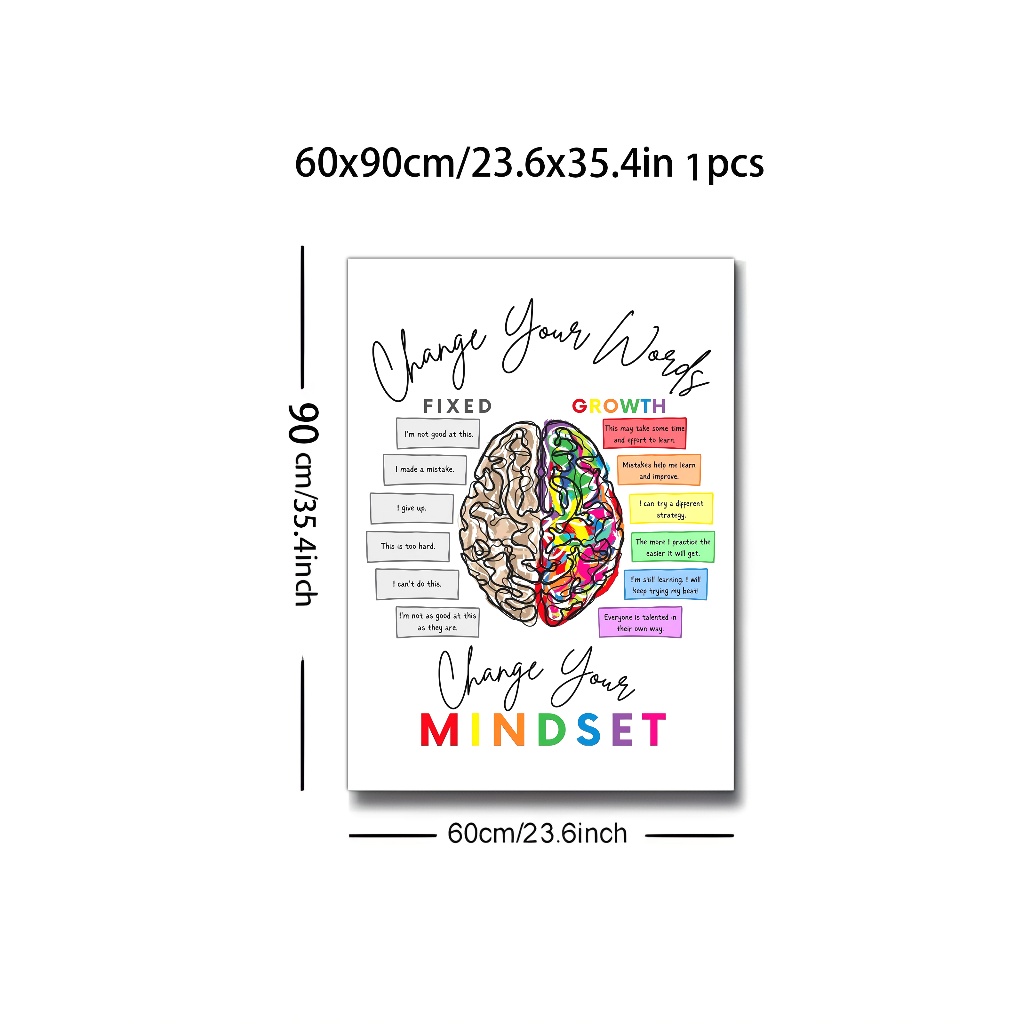 60x90cm/23.6x35.4in 1pcs
90 cm/35.4inch
Change Your Words
FIXED
GROWTH
I'm not good at this.
This may take some time
and effort to learn.
I made a mistake.
Mistakes help me learn
and improve.
I give up.
I can try a different
strategy.
This is too hard.
The more I practice the
easier it will get.
I can't do this.
I'm still learning. I will
keep trying my best!
I'm not as good at this
as they are.
Everyone is talented in
their own way.
Change Your
MINDSET
60cm/23.6inch